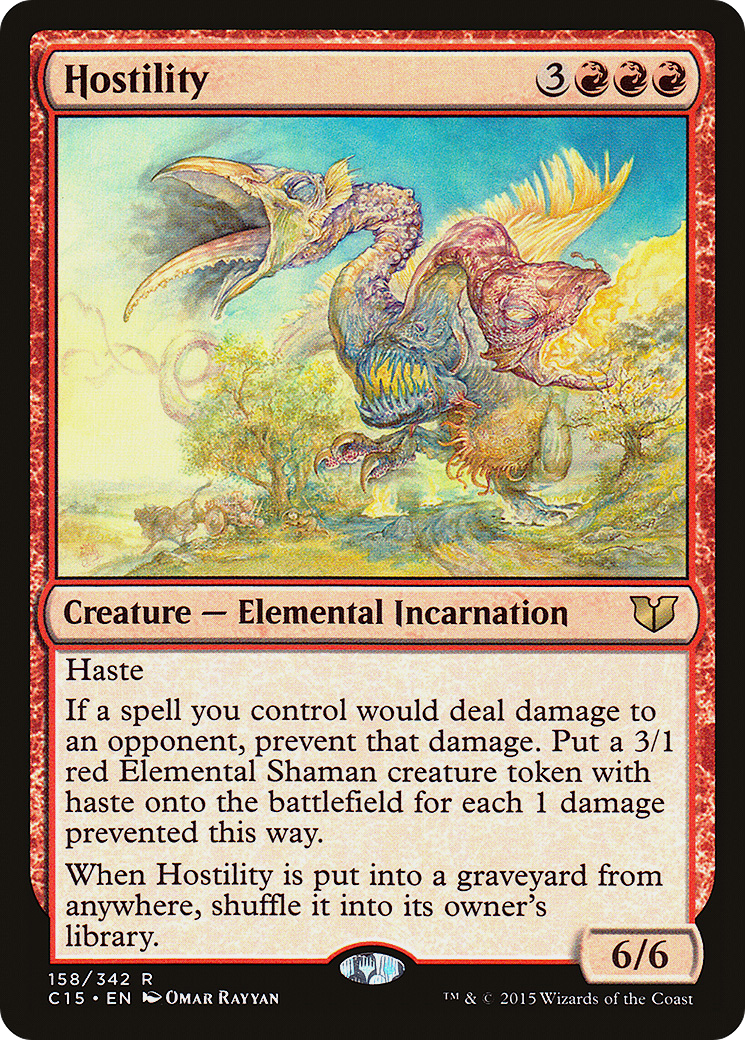 Hostility 3
Creature — Elemental Incarnation
Haste
If a spell you control would deal damage to
an opponent, prevent that damage. Put a 3/1
red Elemental Shaman creature token with
haste onto the battlefield for each 1 damage
prevented this way.
When Hostility is put into a graveyard from
anywhere, shuffle it into its owner's
library.
6/6
158/342 R
C15 • EN OMAR RAYYAN
™ & © 2015 Wizards of the Coast